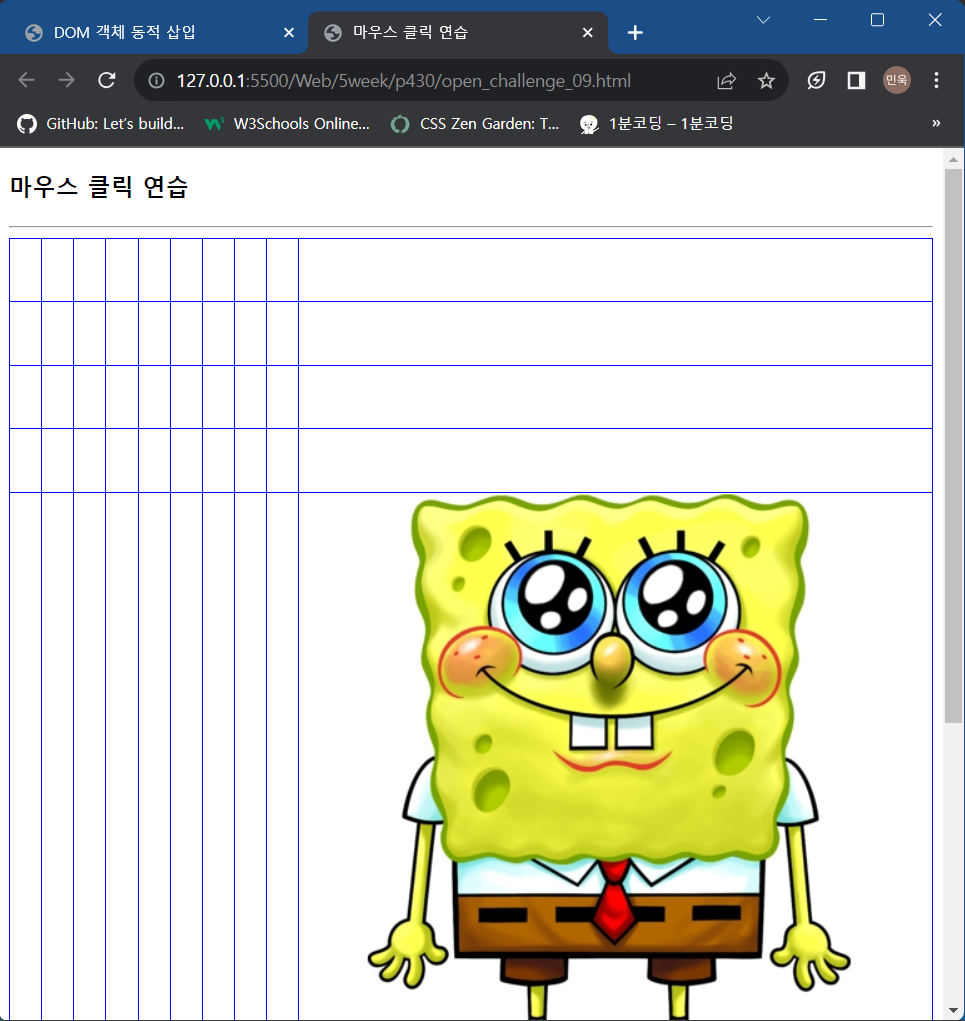 DOM 객체 동적 삽입
마우스 클릭 연습
127.0.0.1:5500/Web/5week/p430/open_challenge_09.html
민욱
GitHub: Let's build...
W3Schools Online...
CSS Zen Garden: T...
1분코딩 – 1분코딩
»
마우스 클릭 연습